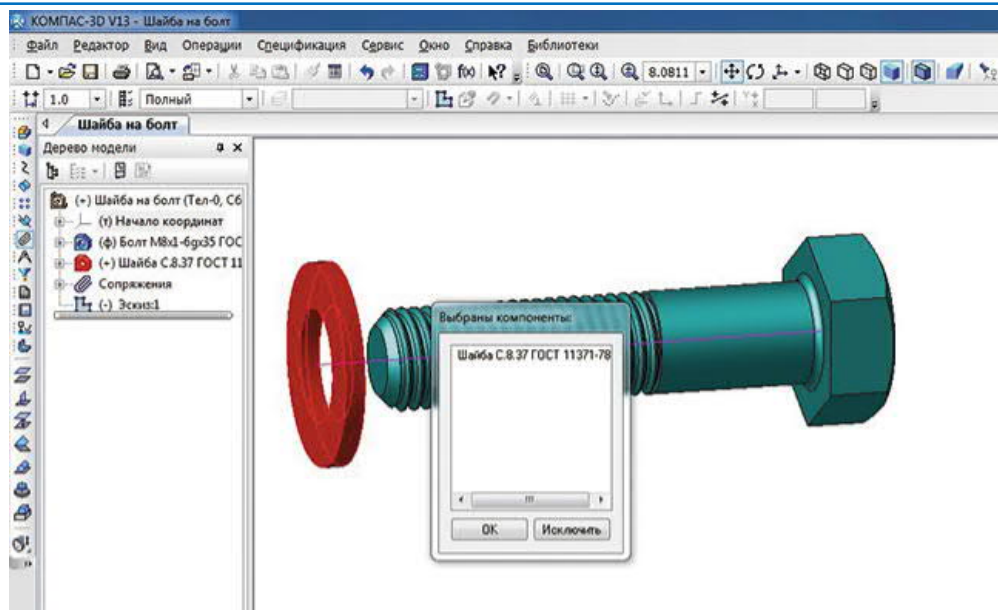 КОМПАС-3D V13 - Шайба на болт
Файл Редактор Вид Операции Спецификация Сервис Окно Справка Библиотеки
f(x) 8.0811
1.0 Полный
Шайба на болт
Дерево модели
(+) Шайба на болт (Тел-0, Сб
(т) Начало координат
(ф) Болт М8х1-6gх35 ГОС
(+) Шайба С.8.37 ГОСТ 11
Сопряжения
(-) Эскиз:1
Выбраны компоненты:
Шайба С.8.37 ГОСТ 11371-78
ОК Исключить